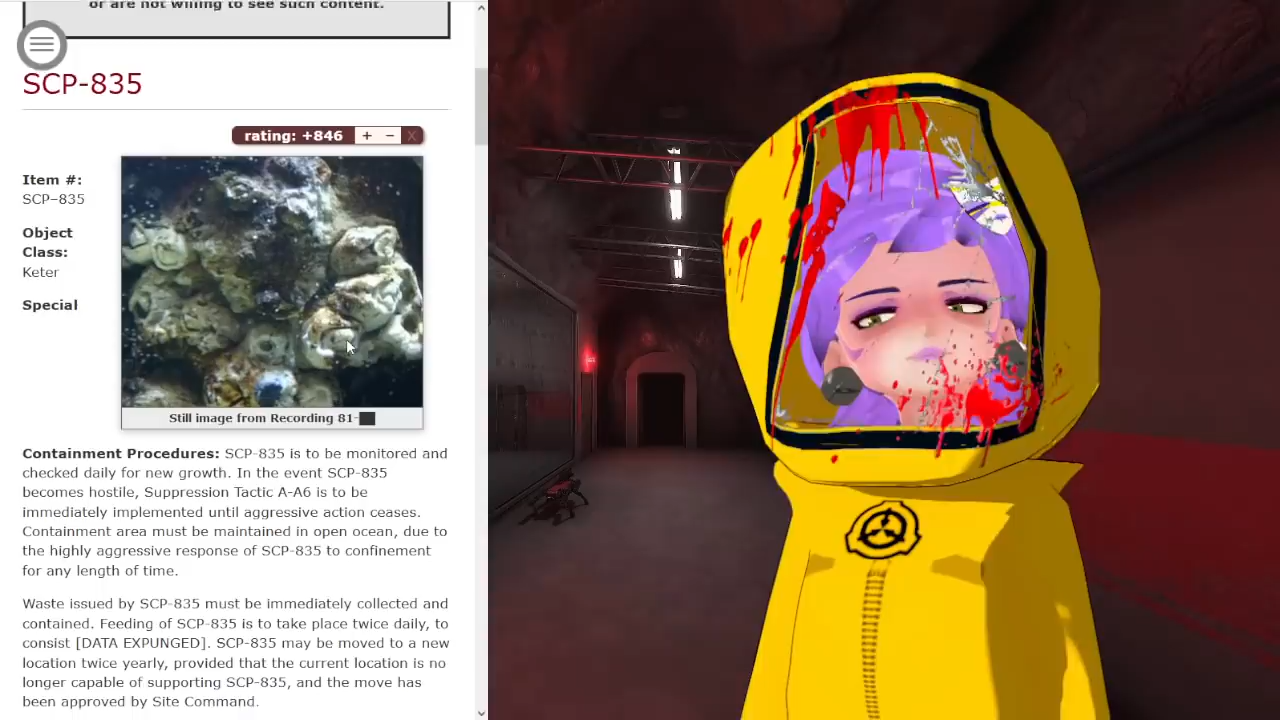 or are not willing to see such content.
SCP-835
rating: +846 + − X
Item #:
SCP-835
Object
Class:
Keter
Special
Still image from Recording 81-██
Containment Procedures: SCP-835 is to be monitored and
checked daily for new growth. In the event SCP-835
becomes hostile, Suppression Tactic A-A6 is to be
immediately implemented until aggressive action ceases.
Containment area must be maintained in open ocean, due to
the highly aggressive response of SCP-835 to confinement
for any length of time.
Waste issued by SCP-835 must be immediately collected and
contained. Feeding of SCP-835 is to take place twice daily, to
consist [DATA EXPUNGED]. SCP-835 may be moved to a new
location twice yearly, provided that the current location is no
longer capable of supporting SCP-835, and the move has
been approved by Site Command.